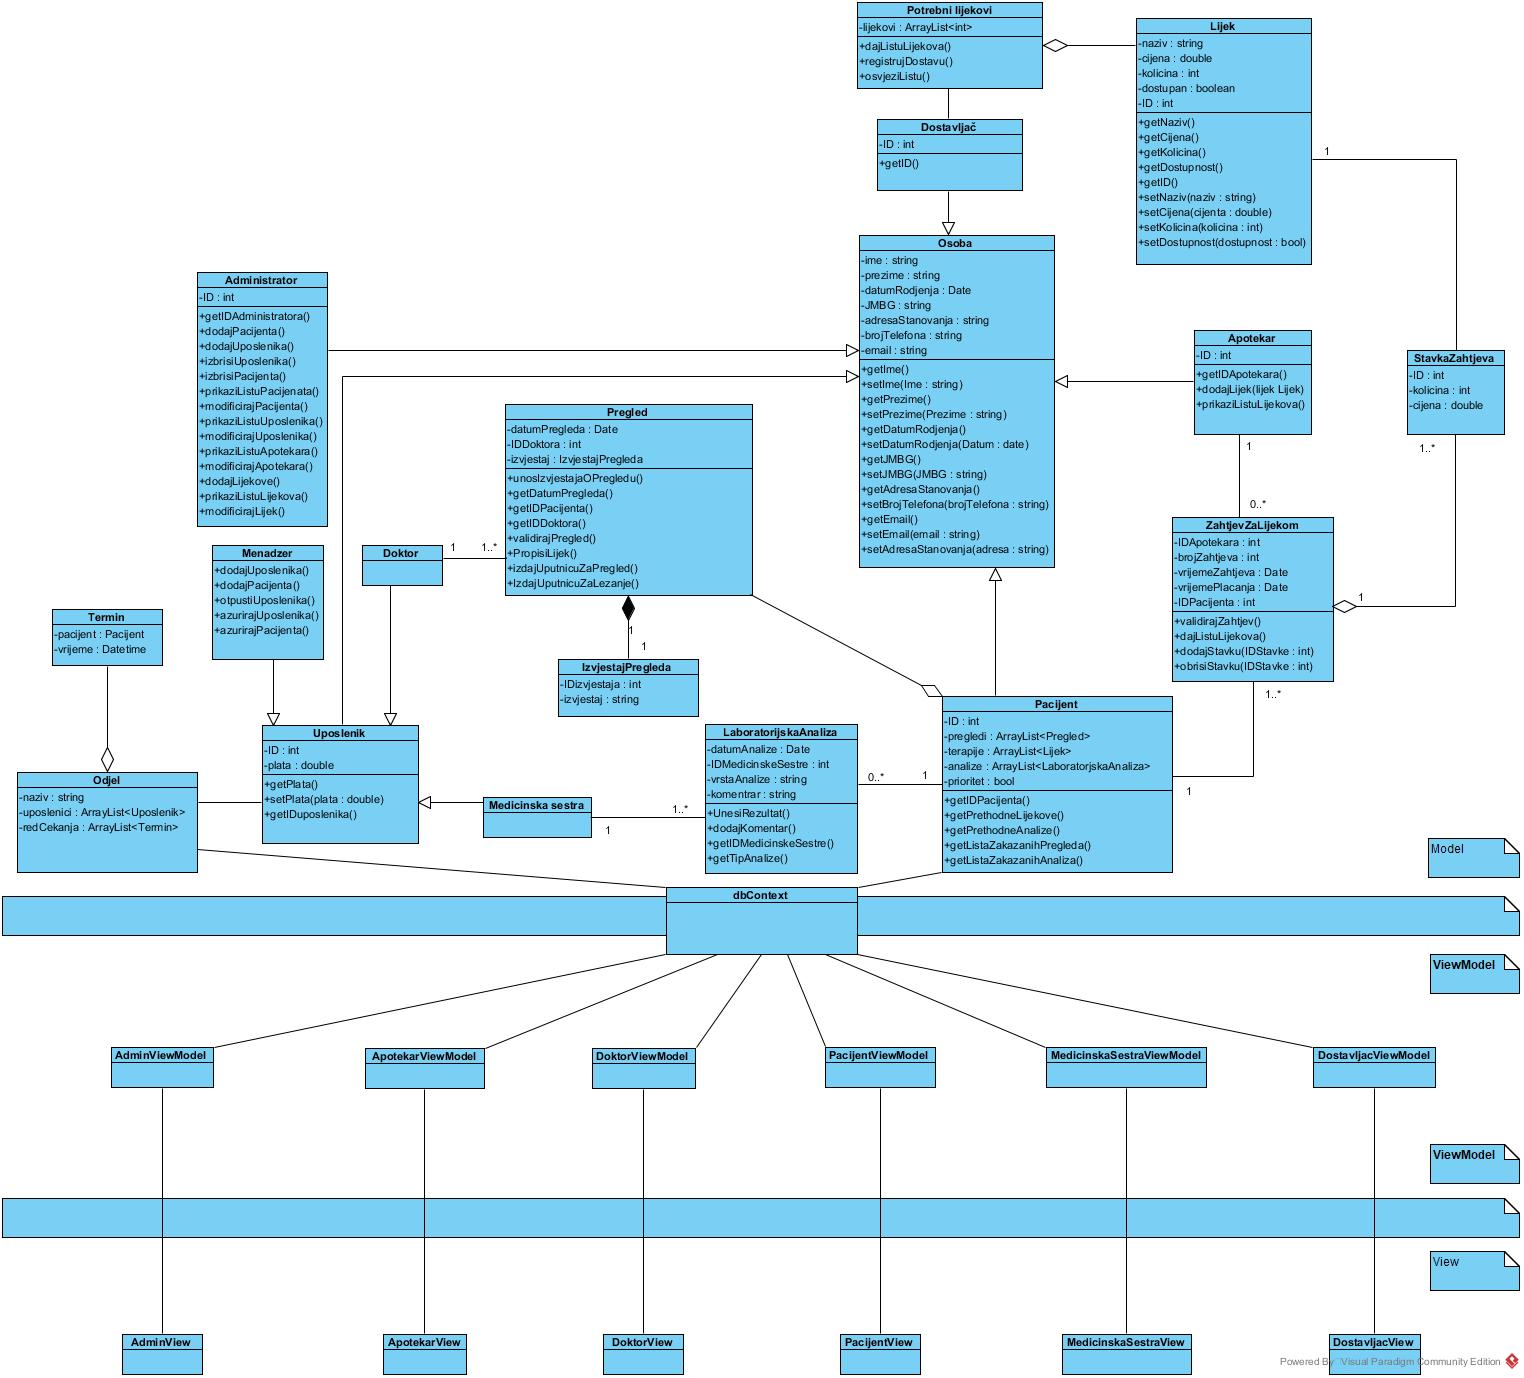 Potrebni lijekovi
-lijekovi : ArrayList<int>
+dajListuLijekova()
+registrujDostavu()
+osvjeziListu()
Lijek
-naziv : string
-cijena : double
-kolicina : int
-dostupan : boolean
-ID : int
+getNaziv()
+getCijena()
+getKolicina()
+getDostupnost()
+getID()
+setNaziv(naziv : string)
+setCijena(cijenta : double)
+setKolicina(kolicina : int)
+setDostupnost(dostupnost : bool)
1
Dostavljač
-ID : int
+getID()
Osoba
-ime : string
-prezime : string
-datumRodjenja : Date
-JMBG : string
-adresaStanovanja : string
-brojTelefona : string
-email : string
+getIme()
+setIme(Ime : string)
+getPrezime()
+setPrezime(Prezime : string)
+getDatumRodjenja()
+setDatumRodjenja(Datum : date)
+getJMBG()
+setJMBG(JMBG : string)
+getAdresaStanovanja()
+setBrojTelefona(brojTelefona : string)
+getEmail()
+setEmail(email : string)
+setAdresaStanovanja(adresa : string)
Administrator
-ID : int
+getIDAdministratora()
+dodajPacijenta()
+dodajUposlenika()
+izbrisiUposlenika()
+izbrisiPacijenta()
+prikaziListuPacijenata()
+modificirajPacijenta()
+prikaziListuUposlenika()
+modificirajUposlenika()
+prikaziListuApotekara()
+modificirajApotekara()
+dodajLijekove()
+prikaziListuLijekova()
+modificirajLijek()
Apotekar
-ID : int
+getIDApotekara()
+dodajLijek(lijek Lijek)
+prikaziListuLijekova()
1
0..*
StavkaZahtjeva
-ID : int
-kolicina : int
-cijena : double
1..*
Pregled
-datumPregleda : Date
-IDDoktora : int
-izvjestaj : IzvjestajPregleda
+unosIzvjestajaOPregledu()
+getDatumPregleda()
+getIDPacijenta()
+getIDDoktora()
+validirajPregled()
+PropisiLijek()
+izdajUputnicuZaPregled()
+IzdajUputnicuZaLezanje()
Doktor
1
1..*
Menadzer
+dodajUposlenika()
+dodajPacijenta()
+otpustiUposlenika()
+azurirajUposlenika()
+azurirajPacijenta()
ZahtjevZaLijekom
-IDApotekara : int
-brojZahtjeva : int
-vrijemeZahtjeva : Date
-vrijemePlacanja : Date
-IDPacijenta : int
+validirajZahtjev()
+dajListuLijekova()
+dodajStavku(IDStavke : int)
+obrisiStavku(IDStavke : int)
1
1..*
Termin
-pacijent : Pacijent
-vrijeme : Datetime
1
1
IzvjestajPregleda
-IDizvjestaja : int
-izvjestaj : string
Pacijent
-ID : int
-pregledi : ArrayList<Pregled>
-terapije : ArrayList<Lijek>
-analize : ArrayList<LaboratorjskaAnaliza>
-prioritet : bool
+getIDPacijenta()
+getPrethodneLijekove()
+getPrethodneAnalize()
+getListaZakazanihPregleda()
+getListaZakazanihAnaliza()
1
LaboratorijskaAnaliza
-datumAnalize : Date
-IDMedicinskeSestre : int
-vrstaAnalize : string
-komentrar : string
+UnesiRezultat()
+dodajKomentar()
+getIDMedicinskeSestre()
+getTipAnalize()
0..*
1
Uposlenik
-ID : int
-plata : double
+getPlata()
+setPlata(plata : double)
+getIDuposlenika()
Medicinska sestra
1
1..*
Odjel
-naziv : string
-uposlenici : ArrayList<Uposlenik>
-redCekanja : ArrayList<Termin>
Model
dbContext
ViewModel
AdminViewModel
ApotekarViewModel
DoktorViewModel
PacijentViewModel
MedicinskaSestraViewModel
DostavljacViewModel
ViewModel
View
AdminView
ApotekarView
DoktorView
PacijentView
MedicinskaSestraView
DostavljacView
Powered By Visual Paradigm Community Edition